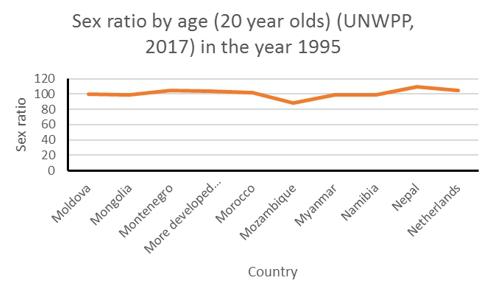 Sex ratio by age (20 year olds) (UNWPP,
2017) in the year 1995
120
100
80
60
40
20
0
Sex ratio
Moldova
Mongolia
Montenegro
More developed...
Morocco
Mozambique
Myanmar
Namibia
Nepal
Netherlands
Country